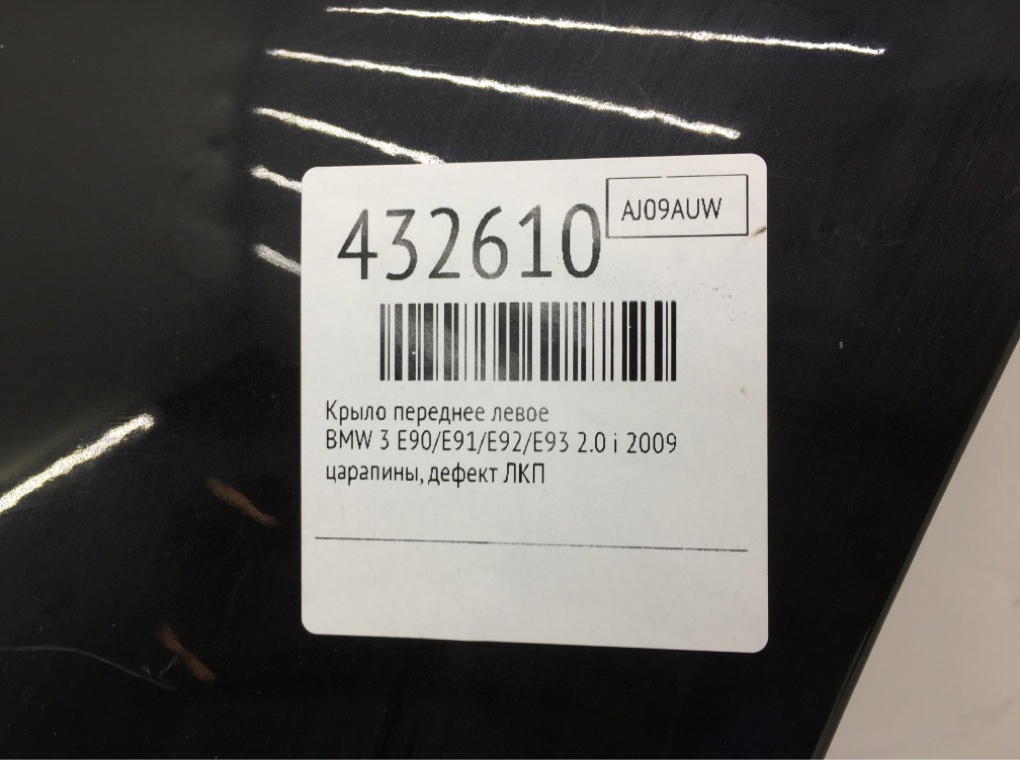 432610
AJ09AUW
Крыло переднее левое
BMW 3 E90/E91/E92/E93 2.0 i 2009
царапины, дефект ЛКП